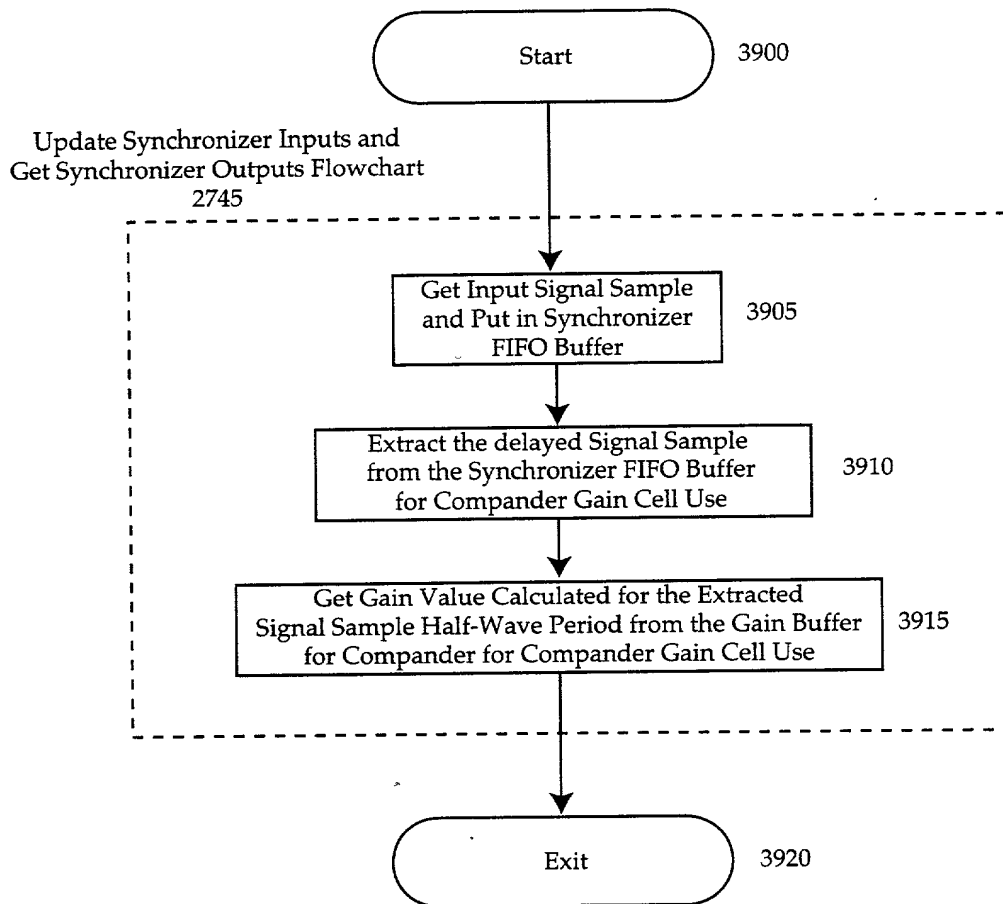 Start
3900
Update Synchronizer Inputs and
Get Synchronizer Outputs Flowchart
2745
Get Input Signal Sample
and Put in Synchronizer
FIFO Buffer
3905
Extract the delayed Signal Sample
from the Synchronizer FIFO Buffer
for Compander Gain Cell Use
3910
Get Gain Value Calculated for the Extracted
Signal Sample Half-Wave Period from the Gain Buffer
for Compander for Compander Gain Cell Use
3915
Exit
3920